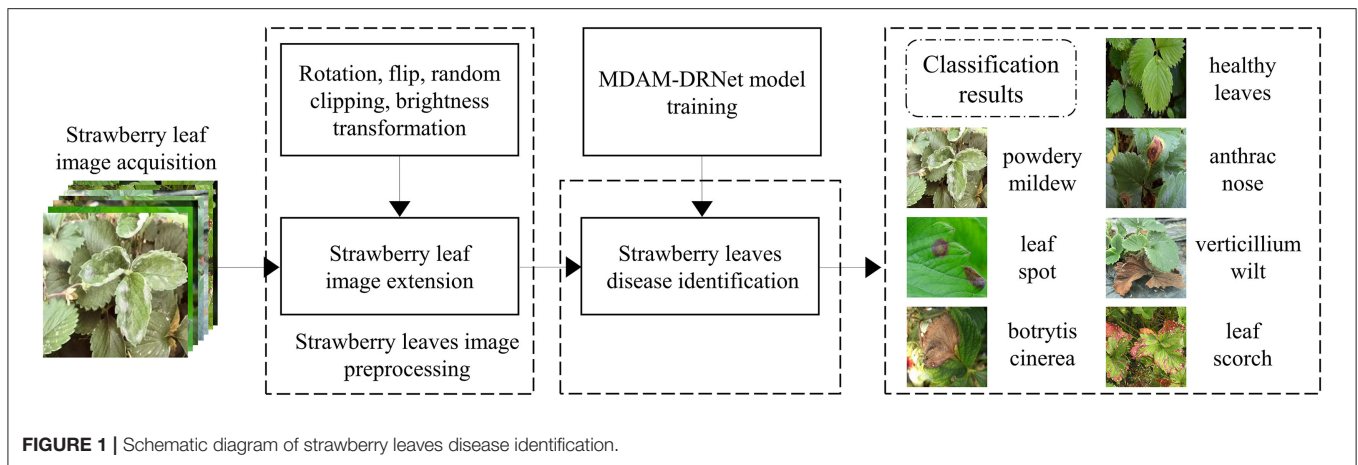 Strawberry leaf
image acquisition
Rotation, flip, random
clipping, brightness
transformation
Strawberry leaf
image extension
Strawberry leaves image
preprocessing
MDAM-DRNet model
training
Strawberry leaves
disease identification
Classification
results
healthy
leaves
powdery
mildew
anthrac
nose
leaf
spot
verticillium
wilt
botrytis
cinerea
leaf
scorch
FIGURE 1 | Schematic diagram of strawberry leaves disease identification.